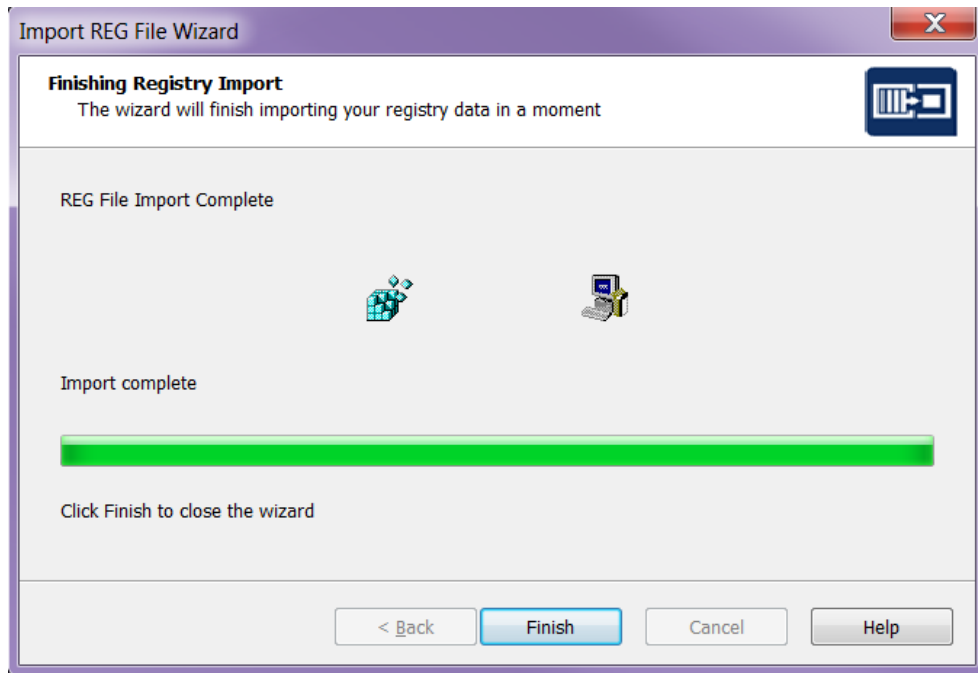 Import REG File Wizard
Finishing Registry Import
The wizard will finish importing your registry data in a moment
REG File Import Complete
Import complete
Click Finish to close the wizard
< Back
Finish
Cancel
Help